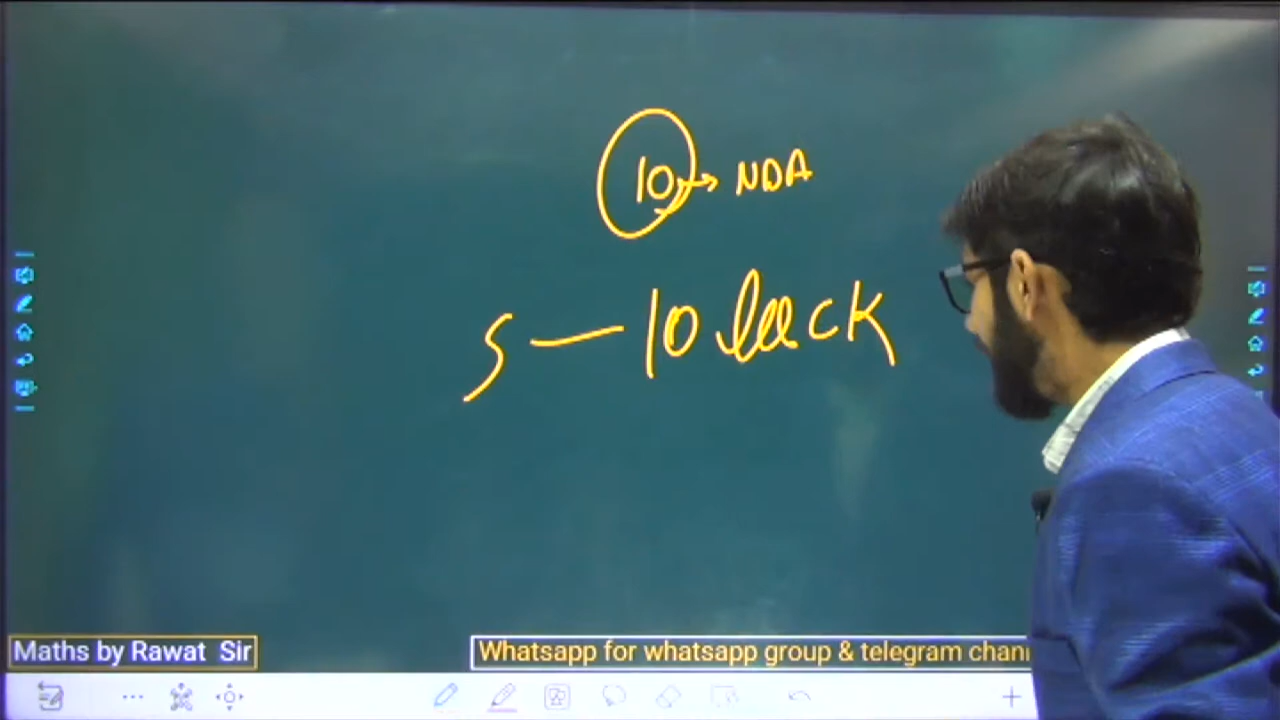 10 → NDA
5 — 10 lack
Maths by Rawat Sir
Whatsapp for whatsapp group & telegram chan